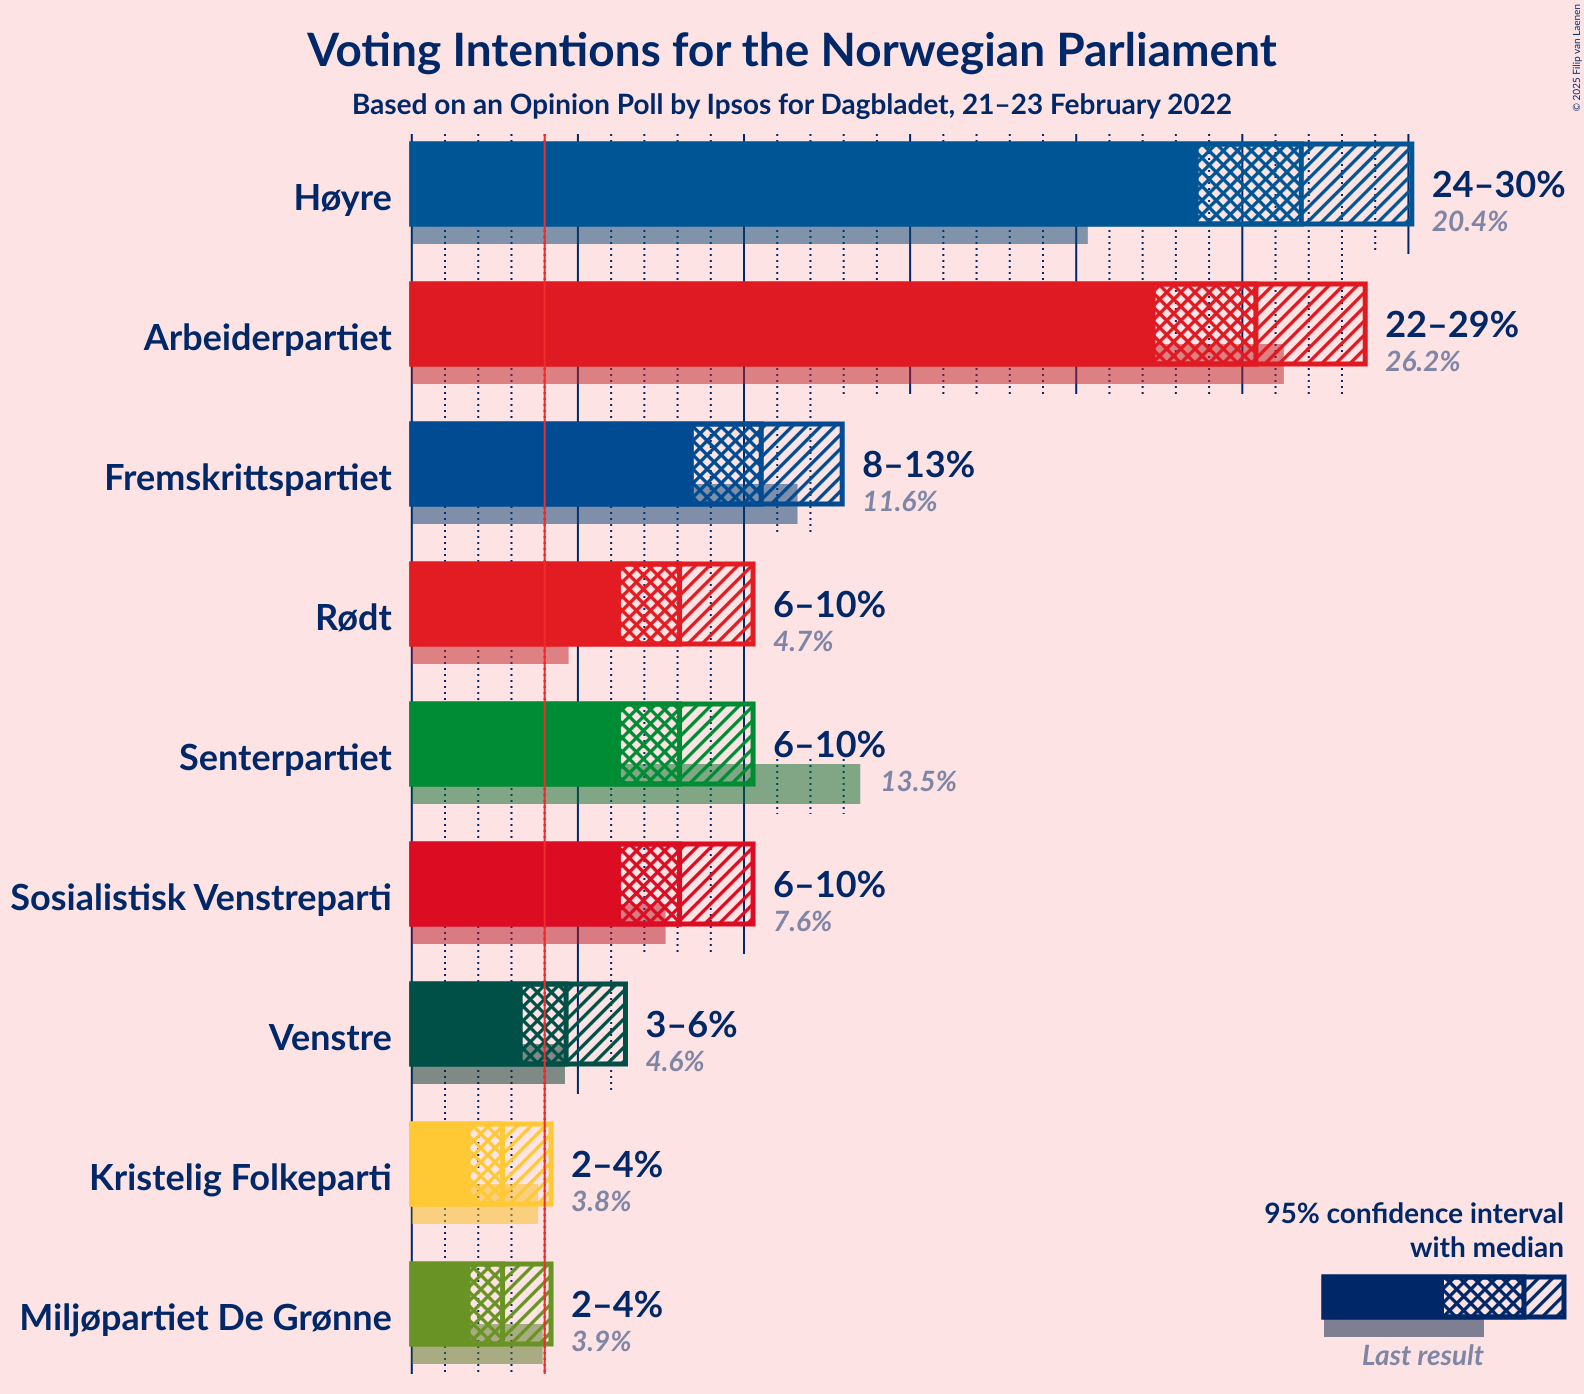 Voting Intentions for the Norwegian Parliament
Based on an Opinion Poll by Ipsos for Dagbladet, 21–23 February 2022
© 2025 Filip van Laenen
Høyre
24–30%
20.4%
Arbeiderpartiet
22–29%
26.2%
Fremskrittspartiet
8–13%
11.6%
Rødt
6–10%
4.7%
Senterpartiet
6–10%
13.5%
Sosialistisk Venstreparti
6–10%
7.6%
Venstre
3–6%
4.6%
Kristelig Folkeparti
2–4%
3.8%
Miljøpartiet De Grønne
2–4%
3.9%
95% confidence interval
with median
Last result